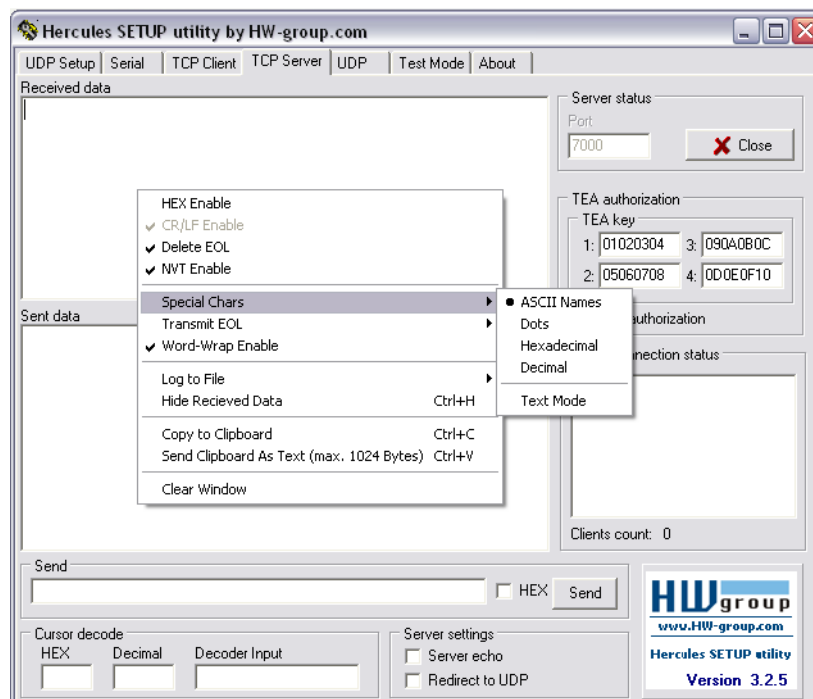 Hercules SETUP utility by HW-group.com
UDP Setup Serial TCP Client TCP Server UDP Test Mode About
Received data
Server status
Port
7000 Close
HEX Enable
CR/LF Enable
Delete EOL
NVT Enable
Special Chars
Transmit EOL
Word-Wrap Enable
Log to File
Hide Recieved Data Ctrl+H
Copy to Clipboard Ctrl+C
Send Clipboard As Text (max. 1024 Bytes) Ctrl+V
Clear Window
ASCII Names
Dots
Hexadecimal
Decimal
Text Mode
TEA authorization
TEA key
1: 01020304 3: 090A0B0C
2: 05060708 4: 0D0E0F10
authorization
Sent data
status
Clients count: 0
Send
HEX Send
Cursor decode
HEX Decimal Decoder Input
Server settings
Server echo
Redirect to UDP
HW group
www.HW-group.com
Hercules SETUP utility
Version 3.2.5